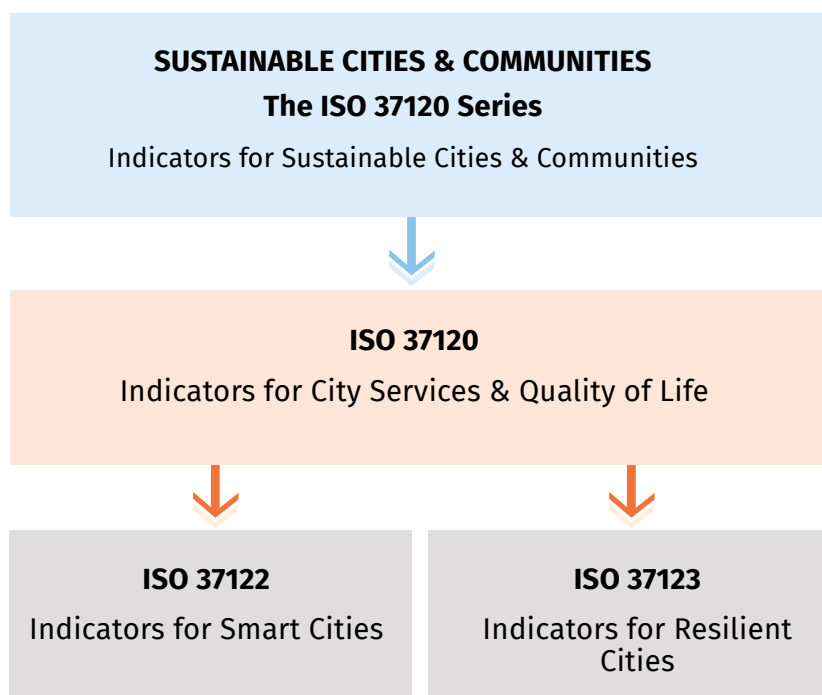 SUSTAINABLE CITIES & COMMUNITIES
The ISO 37120 Series
Indicators for Sustainable Cities & Communities
ISO 37120
Indicators for City Services & Quality of Life
ISO 37122
Indicators for Smart Cities
ISO 37123
Indicators for Resilient
Cities